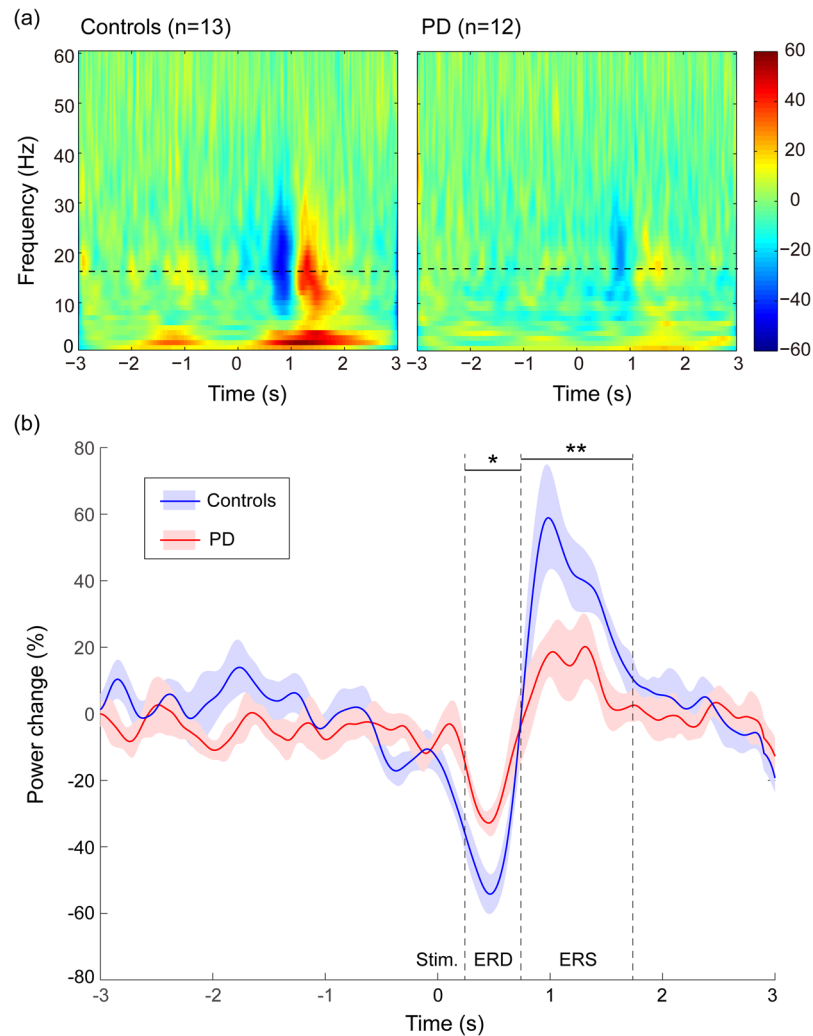 (a)
Controls (n=13)
PD (n=12)
Frequency (Hz)
60
50
40
30
20
10
0
−3 −2 −1 0 1 2 3
Time (s)
−3 −2 −1 0 1 2 3
Time (s)
60
40
20
0
−20
−40
−60
(b)
Power change (%)
80
60
40
20
0
-20
-40
-60
-80
Controls
PD
*
**
Stim. ERD ERS
-3 -2 -1 0 1 2 3
Time (s)